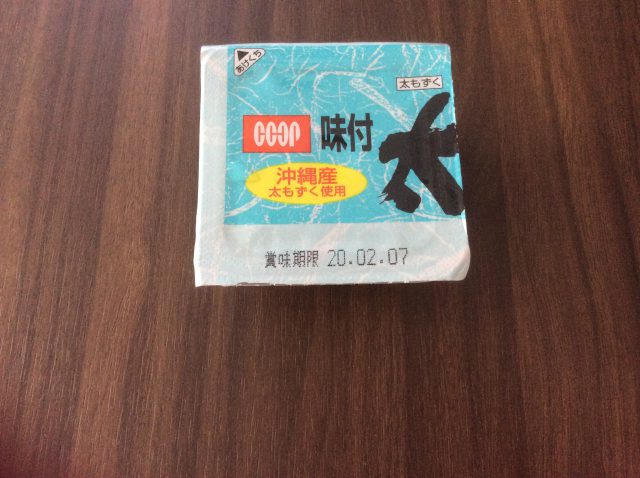 あけくち
太もずく
COOP 味付
太
沖縄産
太もずく使用
賞味期限 20.02.07